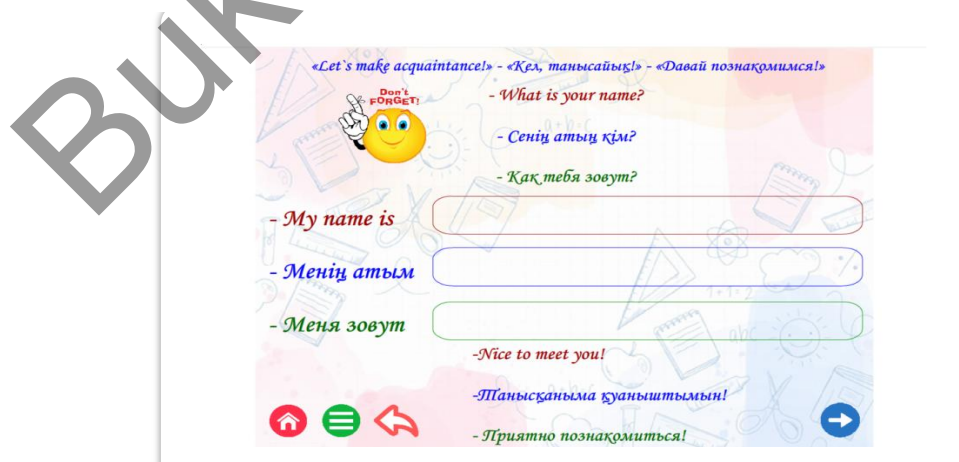 «Let`s make acquaintance!» - «Кел, танысайық!» - «Давай познакомимся!»
Don't
FORGET!
- What is your name?
- Сенің атың кім?
- Как тебя зовут?
- My name is
- Менің атым
- Меня зовут
-Nice to meet you!
-Танысқаныма қуаныштымын!
- Приятно познакомиться!